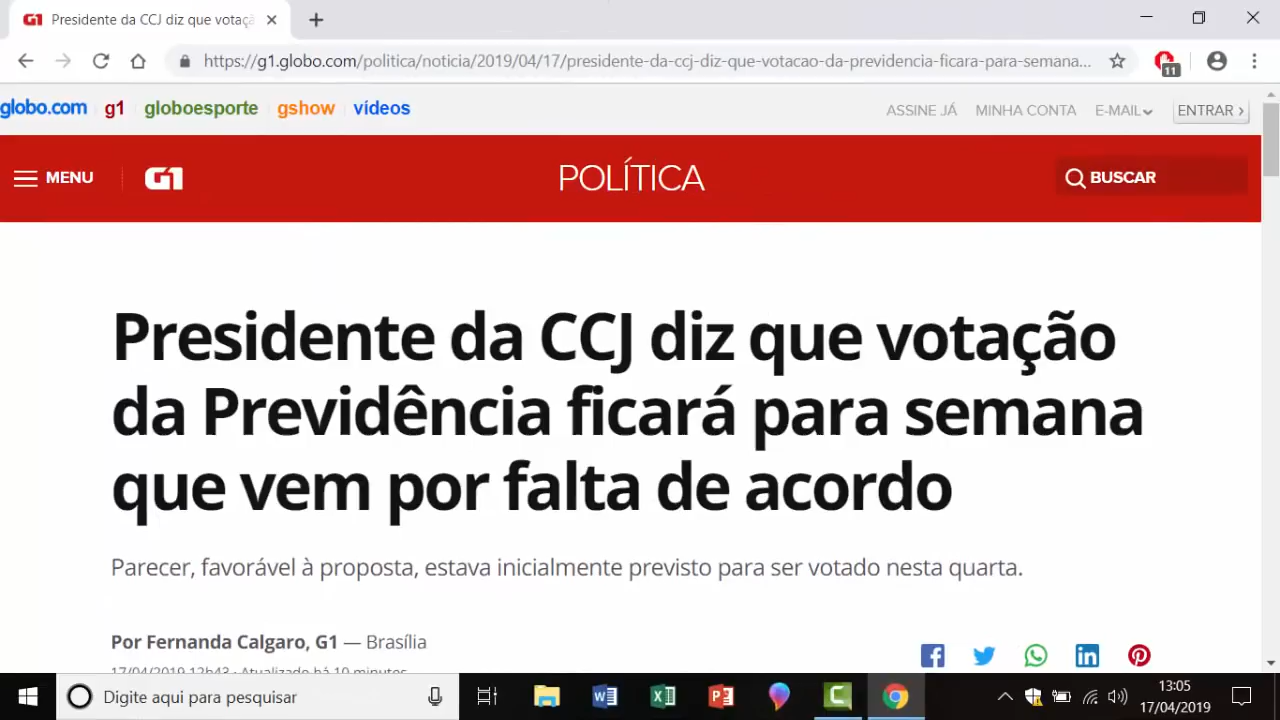 G1 Presidente da CCJ diz que votaçã
https://g1.globo.com/politica/noticia/2019/04/17/presidente-da-ccj-diz-que-votacao-da-previdencia-ficara-para-semana...
11
globo.com g1 globoesporte gshow vídeos ASSINE JÁ MINHA CONTA E-MAIL ENTRAR ›
MENU G1 POLÍTICA BUSCAR
Presidente da CCJ diz que votação
da Previdência ficará para semana
que vem por falta de acordo
Parecer, favorável à proposta, estava inicialmente previsto para ser votado nesta quarta.
Por Fernanda Calgaro, G1 — Brasília
17/04/2019 12h43 · Atualizado há 10 minutos
Digite aqui para pesquisar
13:05
17/04/2019